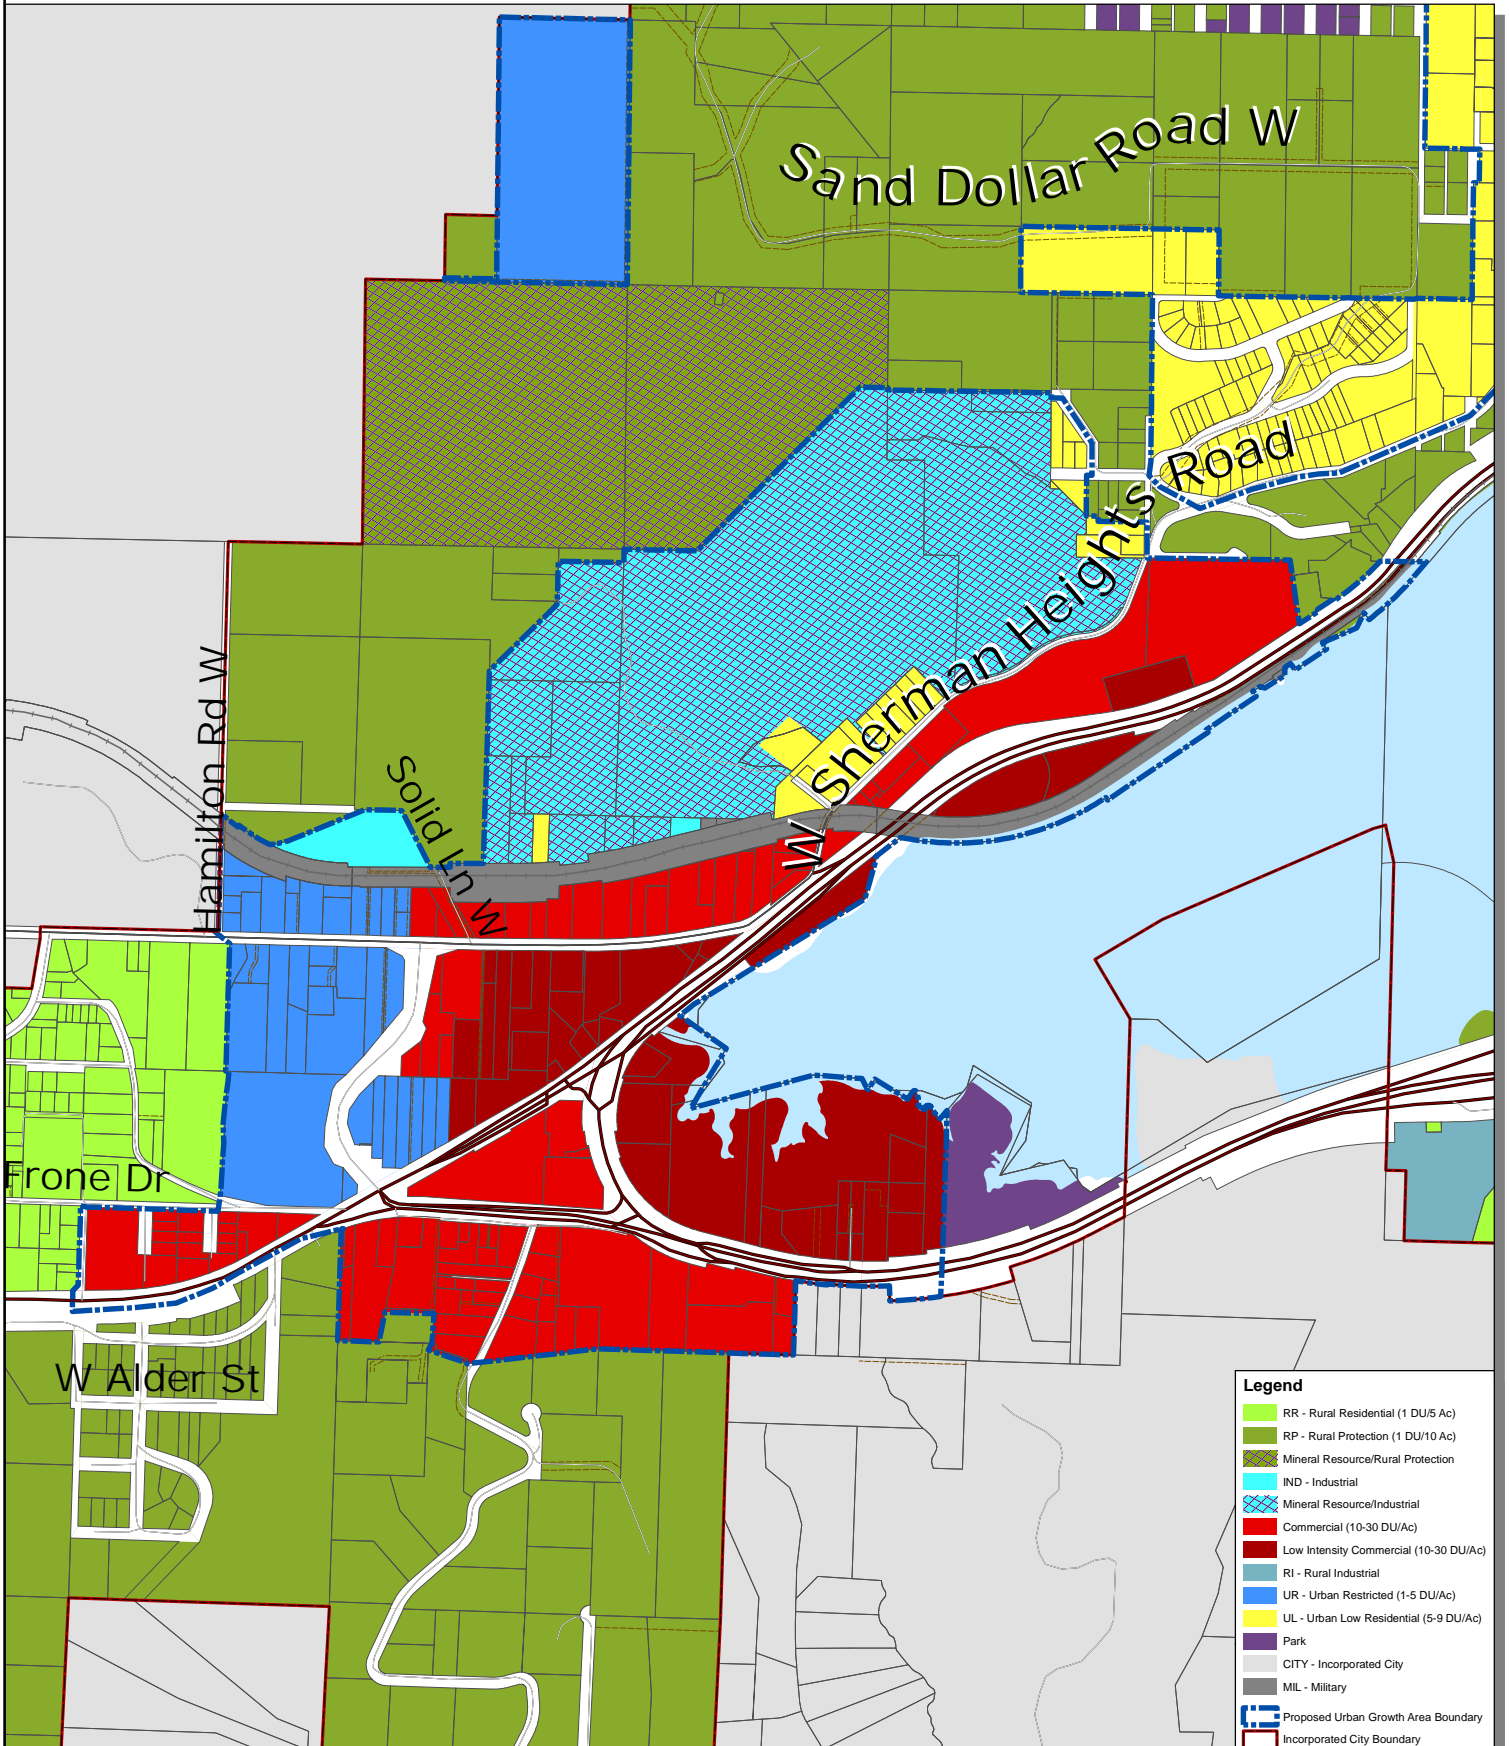 Sand Dollar Road W
W Sherman Heights Road
Hamilton Rd W
Solid Ln W
Frone Dr
W Alder St
Legend
RR - Rural Residential (1 DU/5 Ac)
RP - Rural Protection (1 DU/10 Ac)
Mineral Resource/Rural Protection
IND - Industrial
Mineral Resource/Industrial
Commercial (10-30 DU/Ac)
Low Intensity Commercial (10-30 DU/Ac)
RI - Rural Industrial
UR - Urban Restricted (1-5 DU/Ac)
UL - Urban Low Residential (5-9 DU/Ac)
Park
CITY - Incorporated City
MIL - Military
Proposed Urban Growth Area Boundary
Incorporated City Boundary